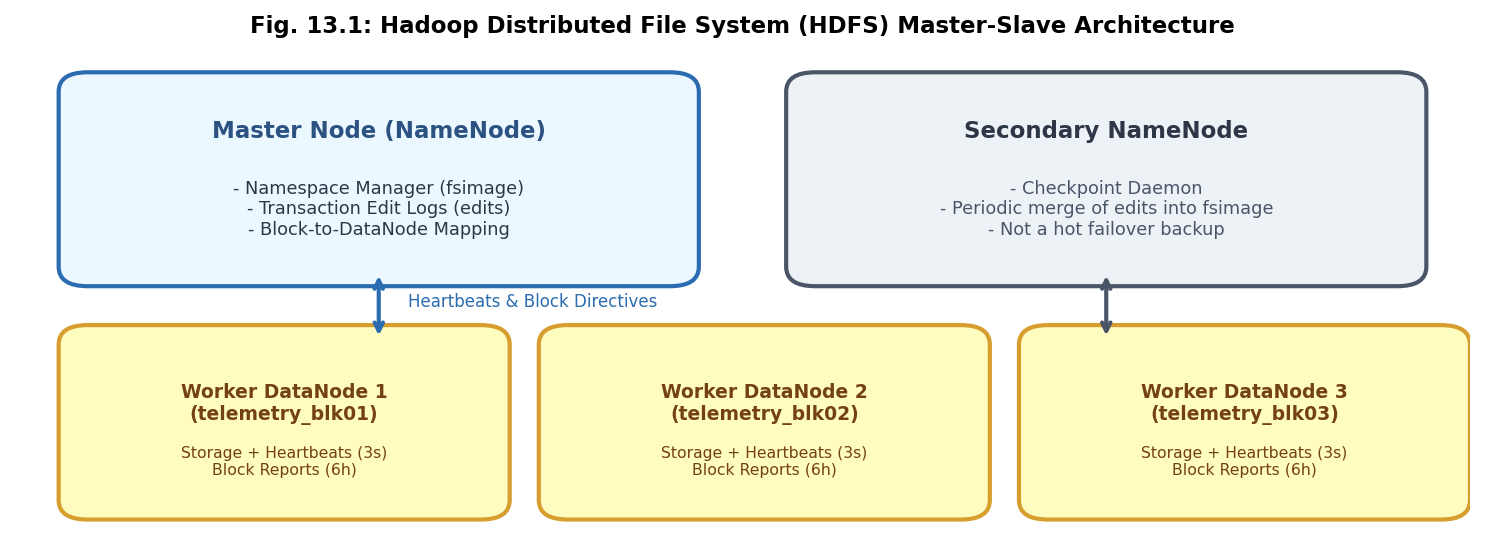 Fig. 13.1: Hadoop Distributed File System (HDFS) Master-Slave Architecture
Master Node (NameNode)
- Namespace Manager (fsimage)
- Transaction Edit Logs (edits)
- Block-to-DataNode Mapping
Secondary NameNode
- Checkpoint Daemon
- Periodic merge of edits into fsimage
- Not a hot failover backup
Heartbeats & Block Directives
Worker DataNode 1
(telemetry_blk01)
Storage + Heartbeats (3s)
Block Reports (6h)
Worker DataNode 2
(telemetry_blk02)
Storage + Heartbeats (3s)
Block Reports (6h)
Worker DataNode 3
(telemetry_blk03)
Storage + Heartbeats (3s)
Block Reports (6h)